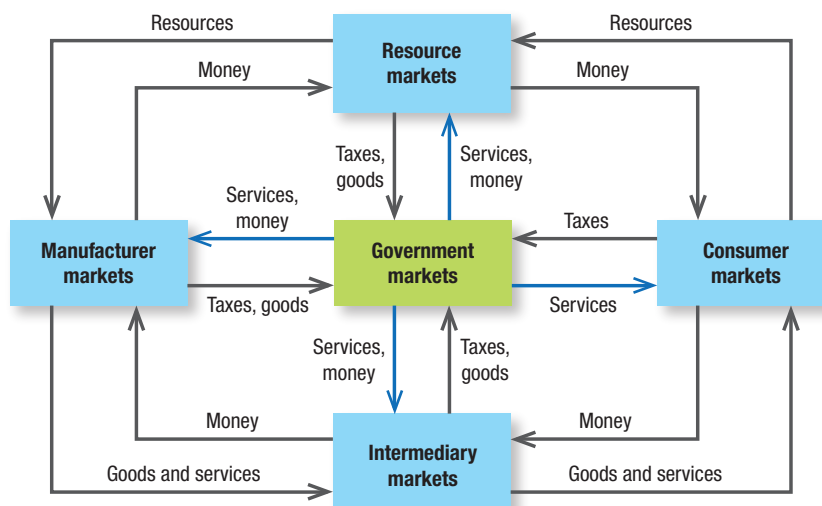 Resources
Resources
Resource
markets
Money
Money
Taxes,
goods
Services,
money
Services,
money
Taxes
Manufacturer
markets
Government
markets
Consumer
markets
Taxes, goods
Services
Services,
money
Taxes,
goods
Money
Money
Intermediary
markets
Goods and services
Goods and services